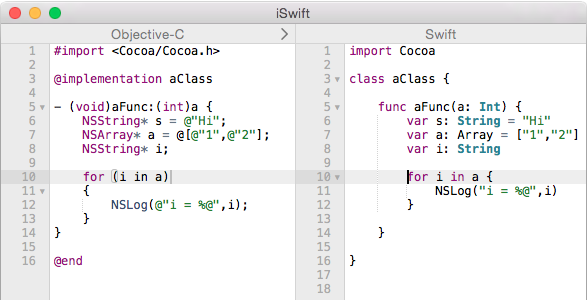 iSwift
Objective-C
1 #import <Cocoa/Cocoa.h>
2
3 @implementation aClass
4
5 - (void)aFunc:(int)a {
6 NSString* s = @"Hi";
7 NSArray* a = @[@"1",@"2"];
8 NSString* i;
9
10 for (i in a)
11 {
12 NSLog(@"i = %@",i);
13 }
14 }
15
16 @end
Swift
1 import Cocoa
2
3 class aClass {
4
5 func aFunc(a: Int) {
6 var s: String = "Hi"
7 var a: Array = ["1","2"]
8 var i: String
9
10 for i in a {
11 NSLog("i = %@",i)
12 }
13
14 }
15
16 }
17
18